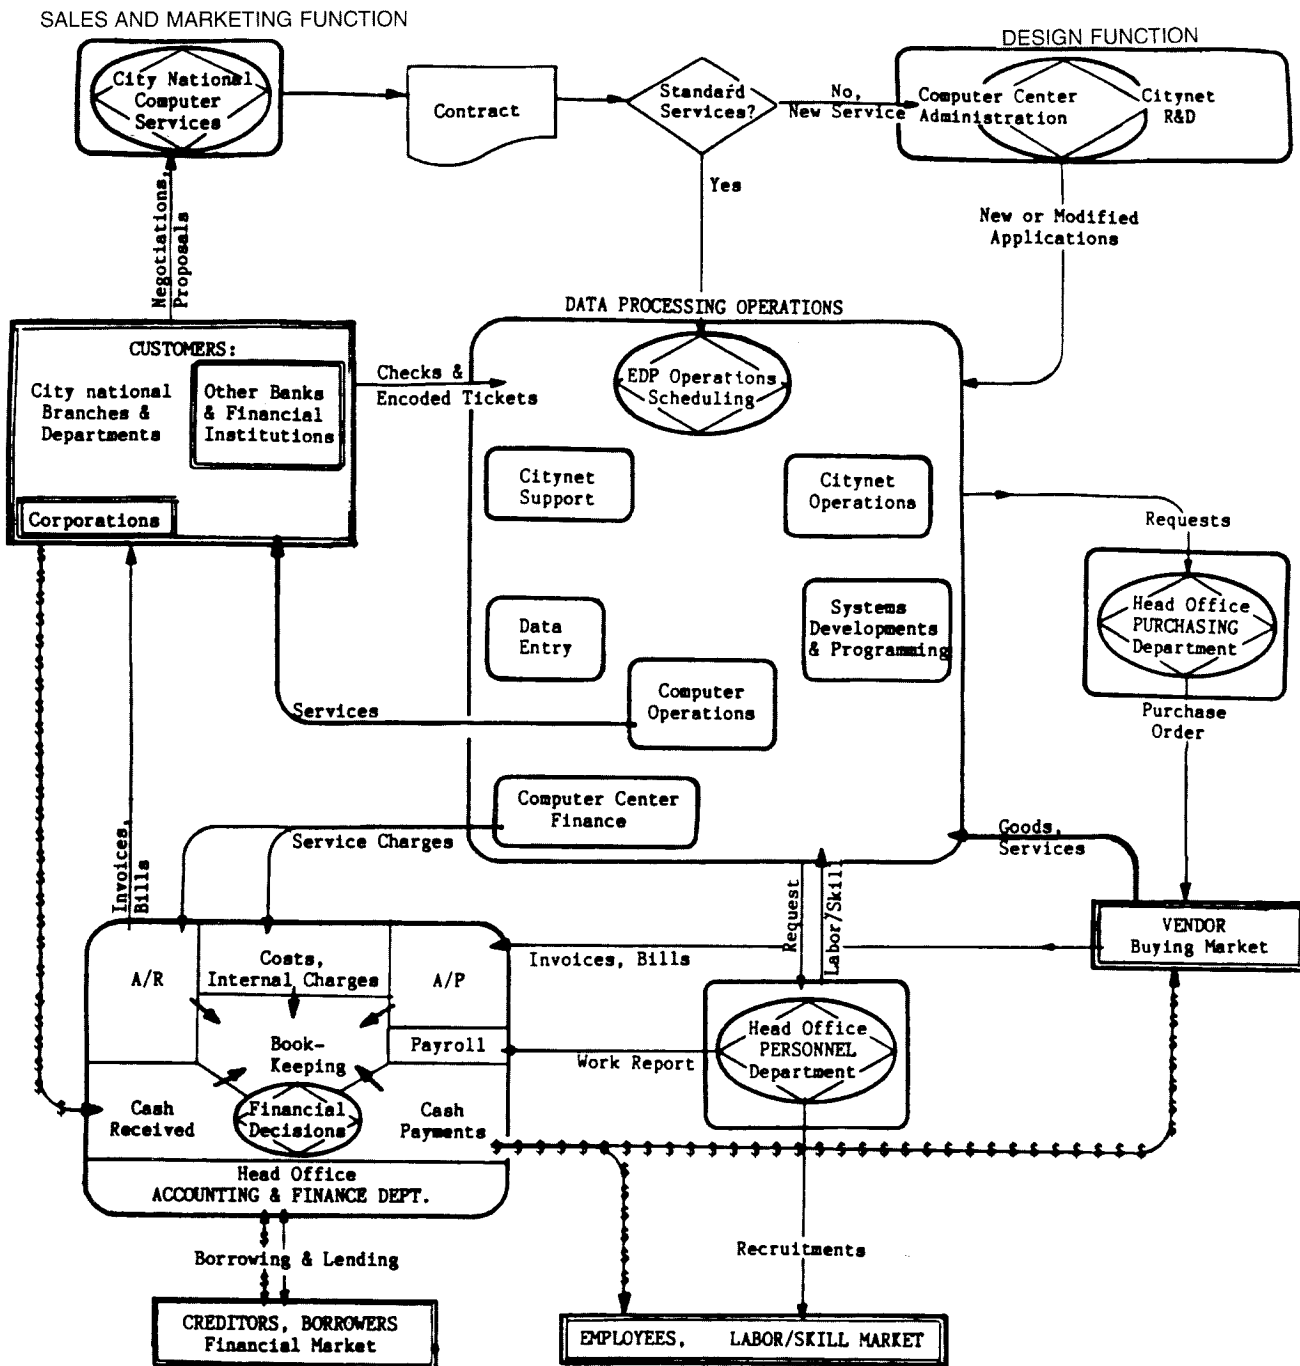 SALES AND MARKETING FUNCTION
DESIGN FUNCTION
City National
Computer
Services
Contract
Standard
Services?
No,
New Service
Computer Center
Administration
Citynet
R&D
Yes
New or Modified
Applications
Negotiations,
Proposals
DATA PROCESSING OPERATIONS
CUSTOMERS:
City national
Branches &
Departments
Other Banks
& Financial
Institutions
Corporations
Checks &
Encoded Tickets
EDP Operations
Scheduling
Citynet
Support
Citynet
Operations
Requests
Head Office
PURCHASING
Department
Data
Entry
Systems
Developments
& Programming
Computer
Operations
Services
Purchase
Order
Computer Center
Finance
Service Charges
Goods,
Services
Invoices,
Bills
Request
Labor/Skill
VENDOR
Buying Market
A/R
Costs,
Internal Charges
A/P
Invoices, Bills
Book-
Keeping
Payroll
Work Report
Head Office
PERSONNEL
Department
Cash
Received
Financial
Decisions
Cash
Payments
Head Office
ACCOUNTING & FINANCE DEPT.
Borrowing & Lending
Recruitments
CREDITORS, BORROWERS
Financial Market
EMPLOYEES, LABOR/SKILL MARKET